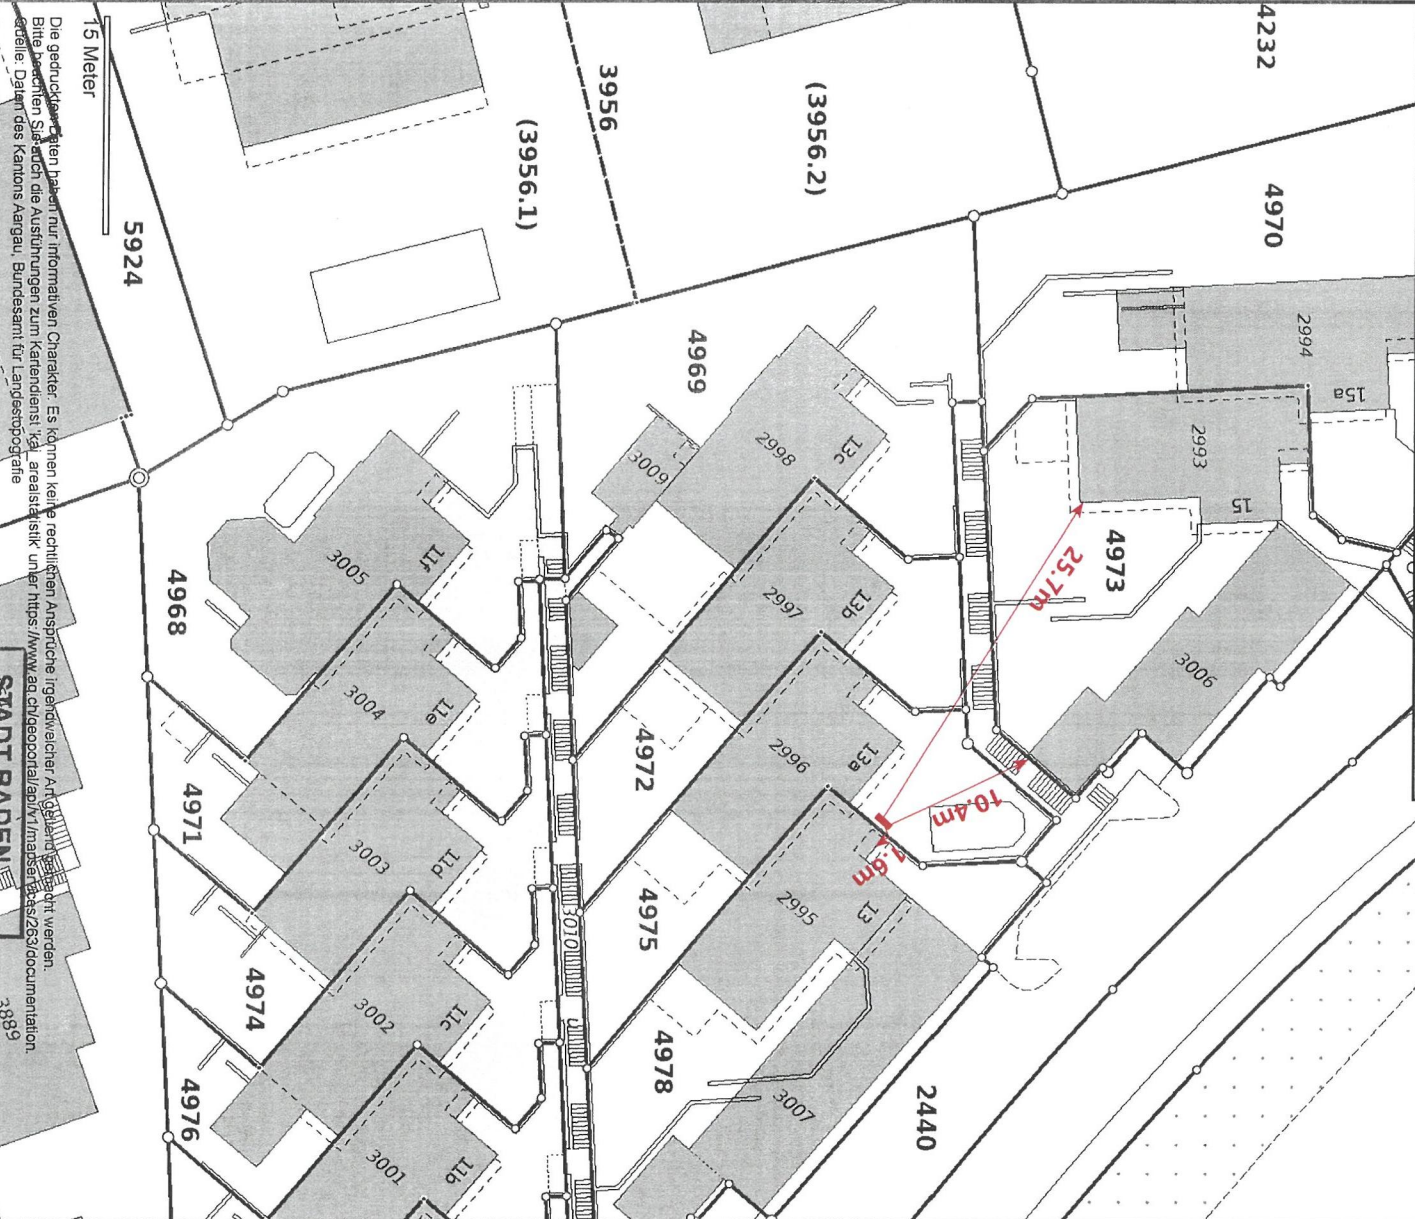 4232
3956
(3956.2)
(3956.1)
4970
5924
15 Meter
Die gedruckten Daten haben nur informativen Charakter. Es können keine rechtlichen Ansprüche irgendwelcher Art geltend gemacht werden.
Bitte beachten Sie auch die Ausführungen zum Kartendienst 'kai_arealstatistik' unter https://www.ag.ch/geoportal/api/v1/mapservices/263/documentation.
Quelle: Daten des Kantons Aargau, Bundesamt für Landestopografie
4969
2994
15a
2993
15
4973
25.7m
3006
2998
13c
3009
2997
13b
2996
13a
10.4m
1.6m
2995
13
4972
4975
4978
3007
2440
3005
11f
4968
3004
11e
4971
3003
11d
3010
4974
3002
11c
4976
3001
11b
STADT BADEN
3889